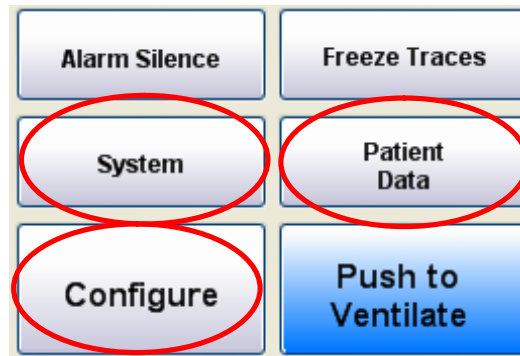 Alarm Silence
Freeze Traces
System
Patient
Data
Configure
Push to
Ventilate